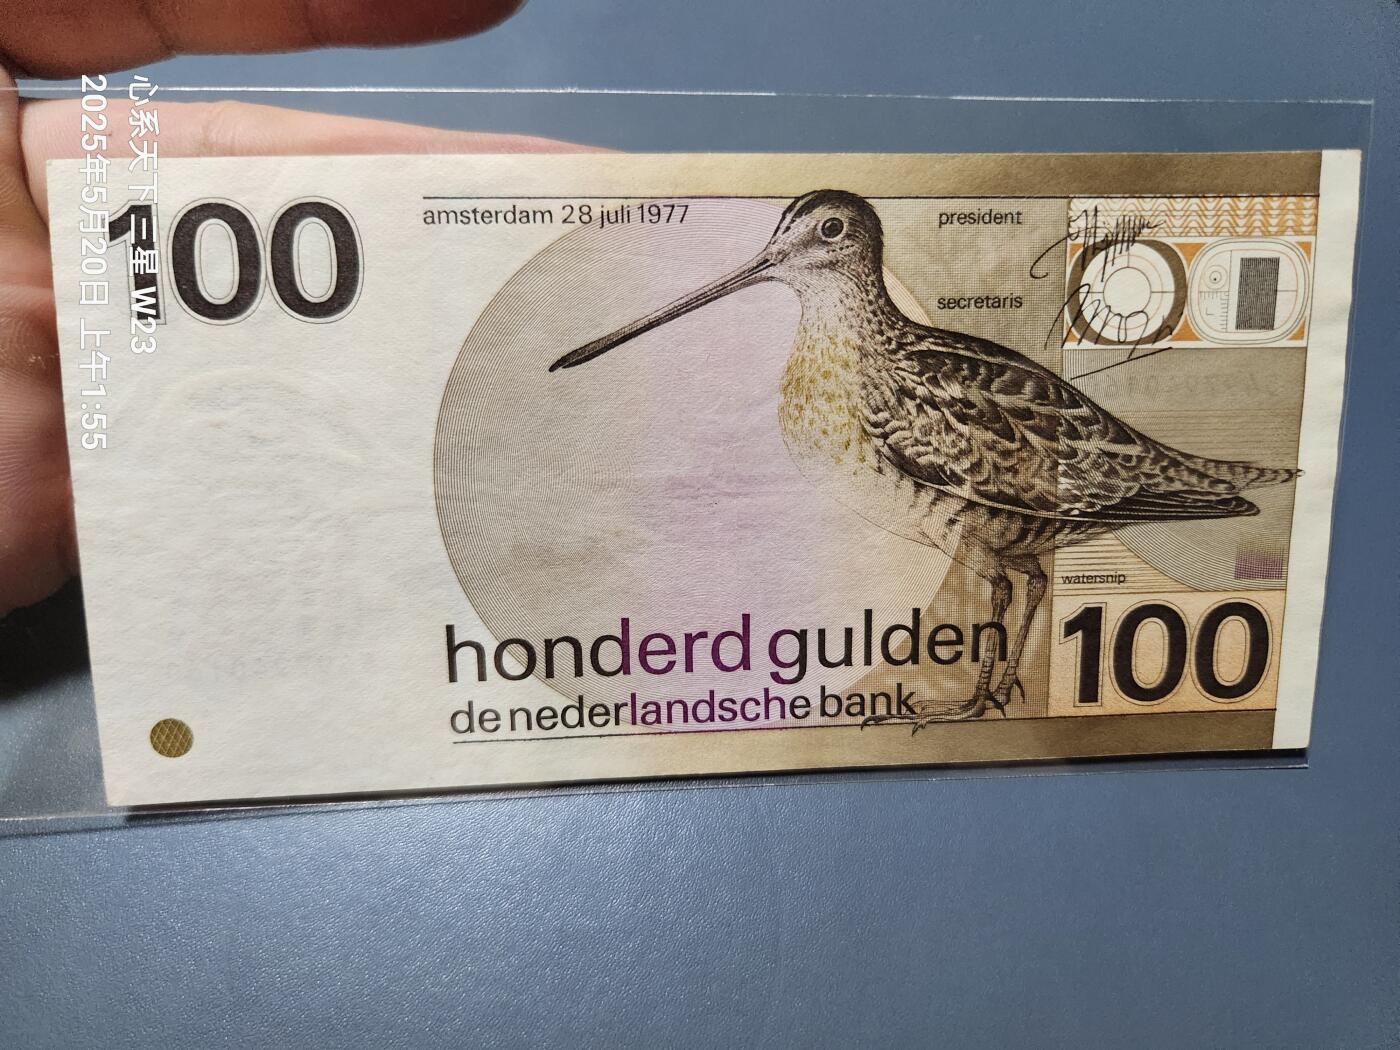 100
amsterdam 28 juli 1977
president
secretaris
watersnip
honderd gulden
de nederlandsche bank
100
心系天下三星 W23
2025年5月20日 上午1:55